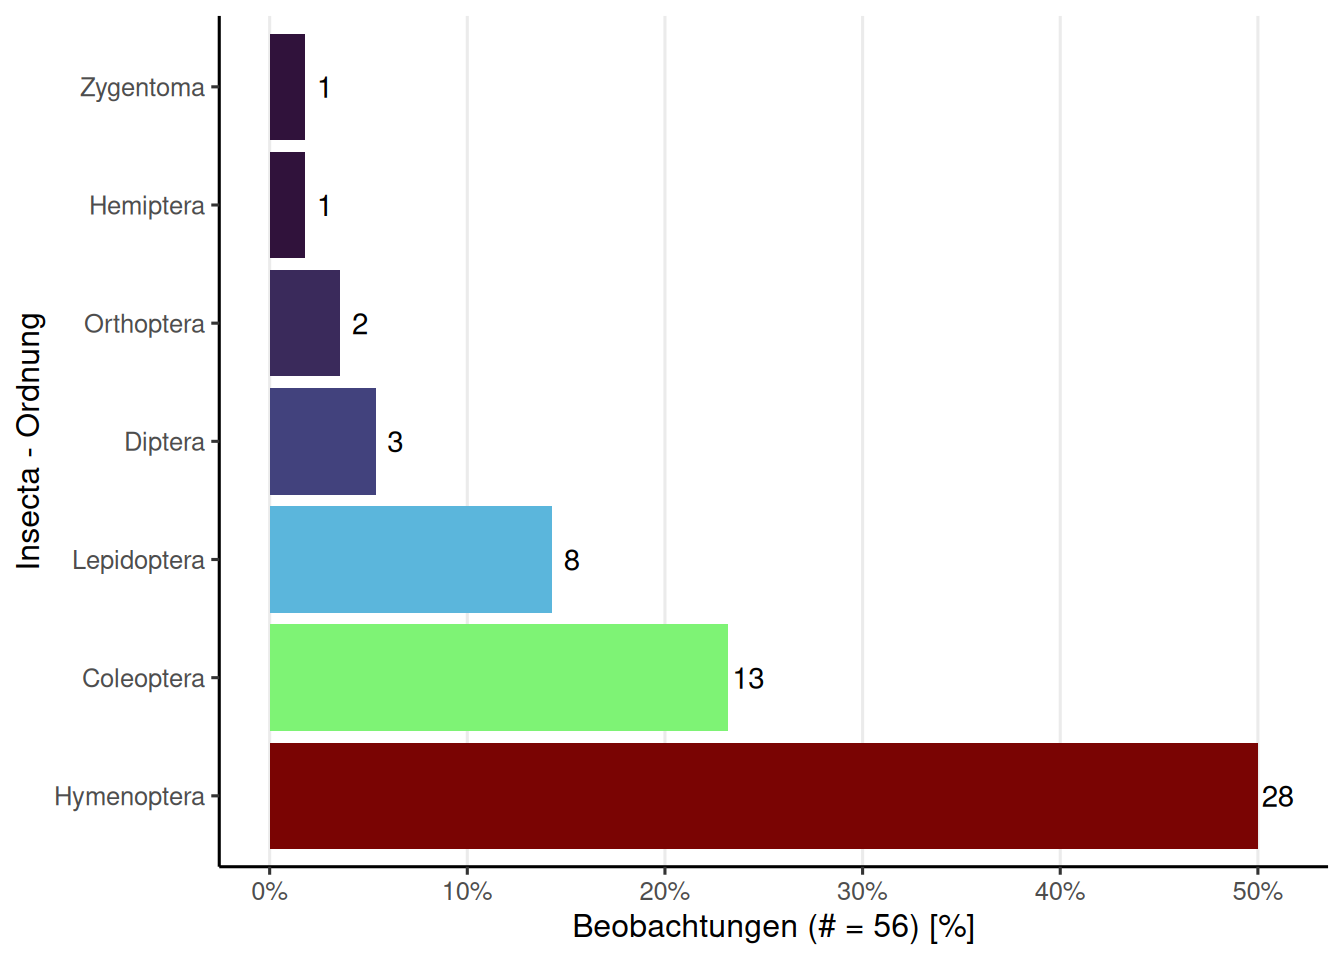 Insecta - Ordnung
Zygentoma 1
Hemiptera 1
Orthoptera 2
Diptera 3
Lepidoptera 8
Coleoptera 13
Hymenoptera 28
0% 10% 20% 30% 40% 50%
Beobachtungen (# = 56) [%]